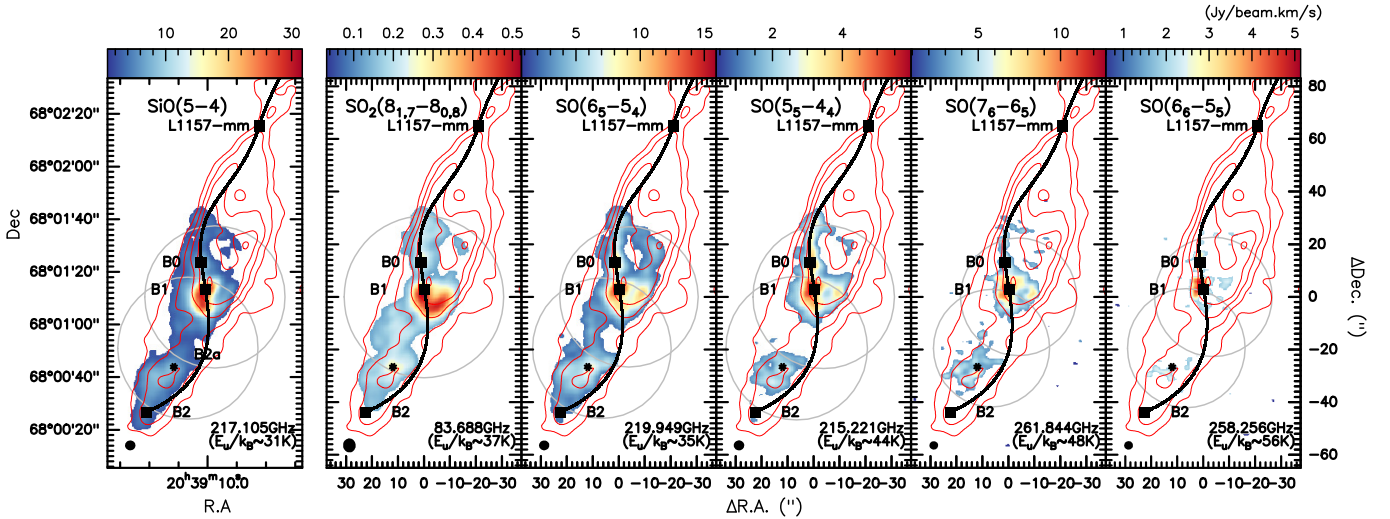 (Jy/beam.km/s)
10 20 30
0.1 0.2 0.3 0.4 0.5
5 10 15
2 4
5 10
1 2 3 4 5
SiO(5−4)
L1157−mm
SO2(81,7−80,8)
L1157−mm
SO(65−54)
L1157−mm
SO(55−44)
L1157−mm
SO(76−65)
L1157−mm
SO(66−55)
L1157−mm
68°02'20"
68°02'00"
68°01'40"
68°01'20"
68°01'00"
68°00'40"
68°00'20"
Dec
80
60
40
20
0
−20
−40
−60
ΔDec. (")
B0
B1
B2a
B2
217.105GHz
(Eu/kB~31K)
B0
B1
B2
83.688GHz
(Eu/kB~37K)
B0
B1
B2
219.949GHz
(Eu/kB~35K)
B0
B1
B2
215.221GHz
(Eu/kB~44K)
B0
B1
B2
261.844GHz
(Eu/kB~48K)
B0
B1
B2
258.256GHz
(Eu/kB~56K)
30 20 10 0 −10−20−30
30 20 10 0 −10−20−30
30 20 10 0 −10−20−30
30 20 10 0 −10−20−30
30 20 10 0 −10−20−30
R.A
ΔR.A. (")